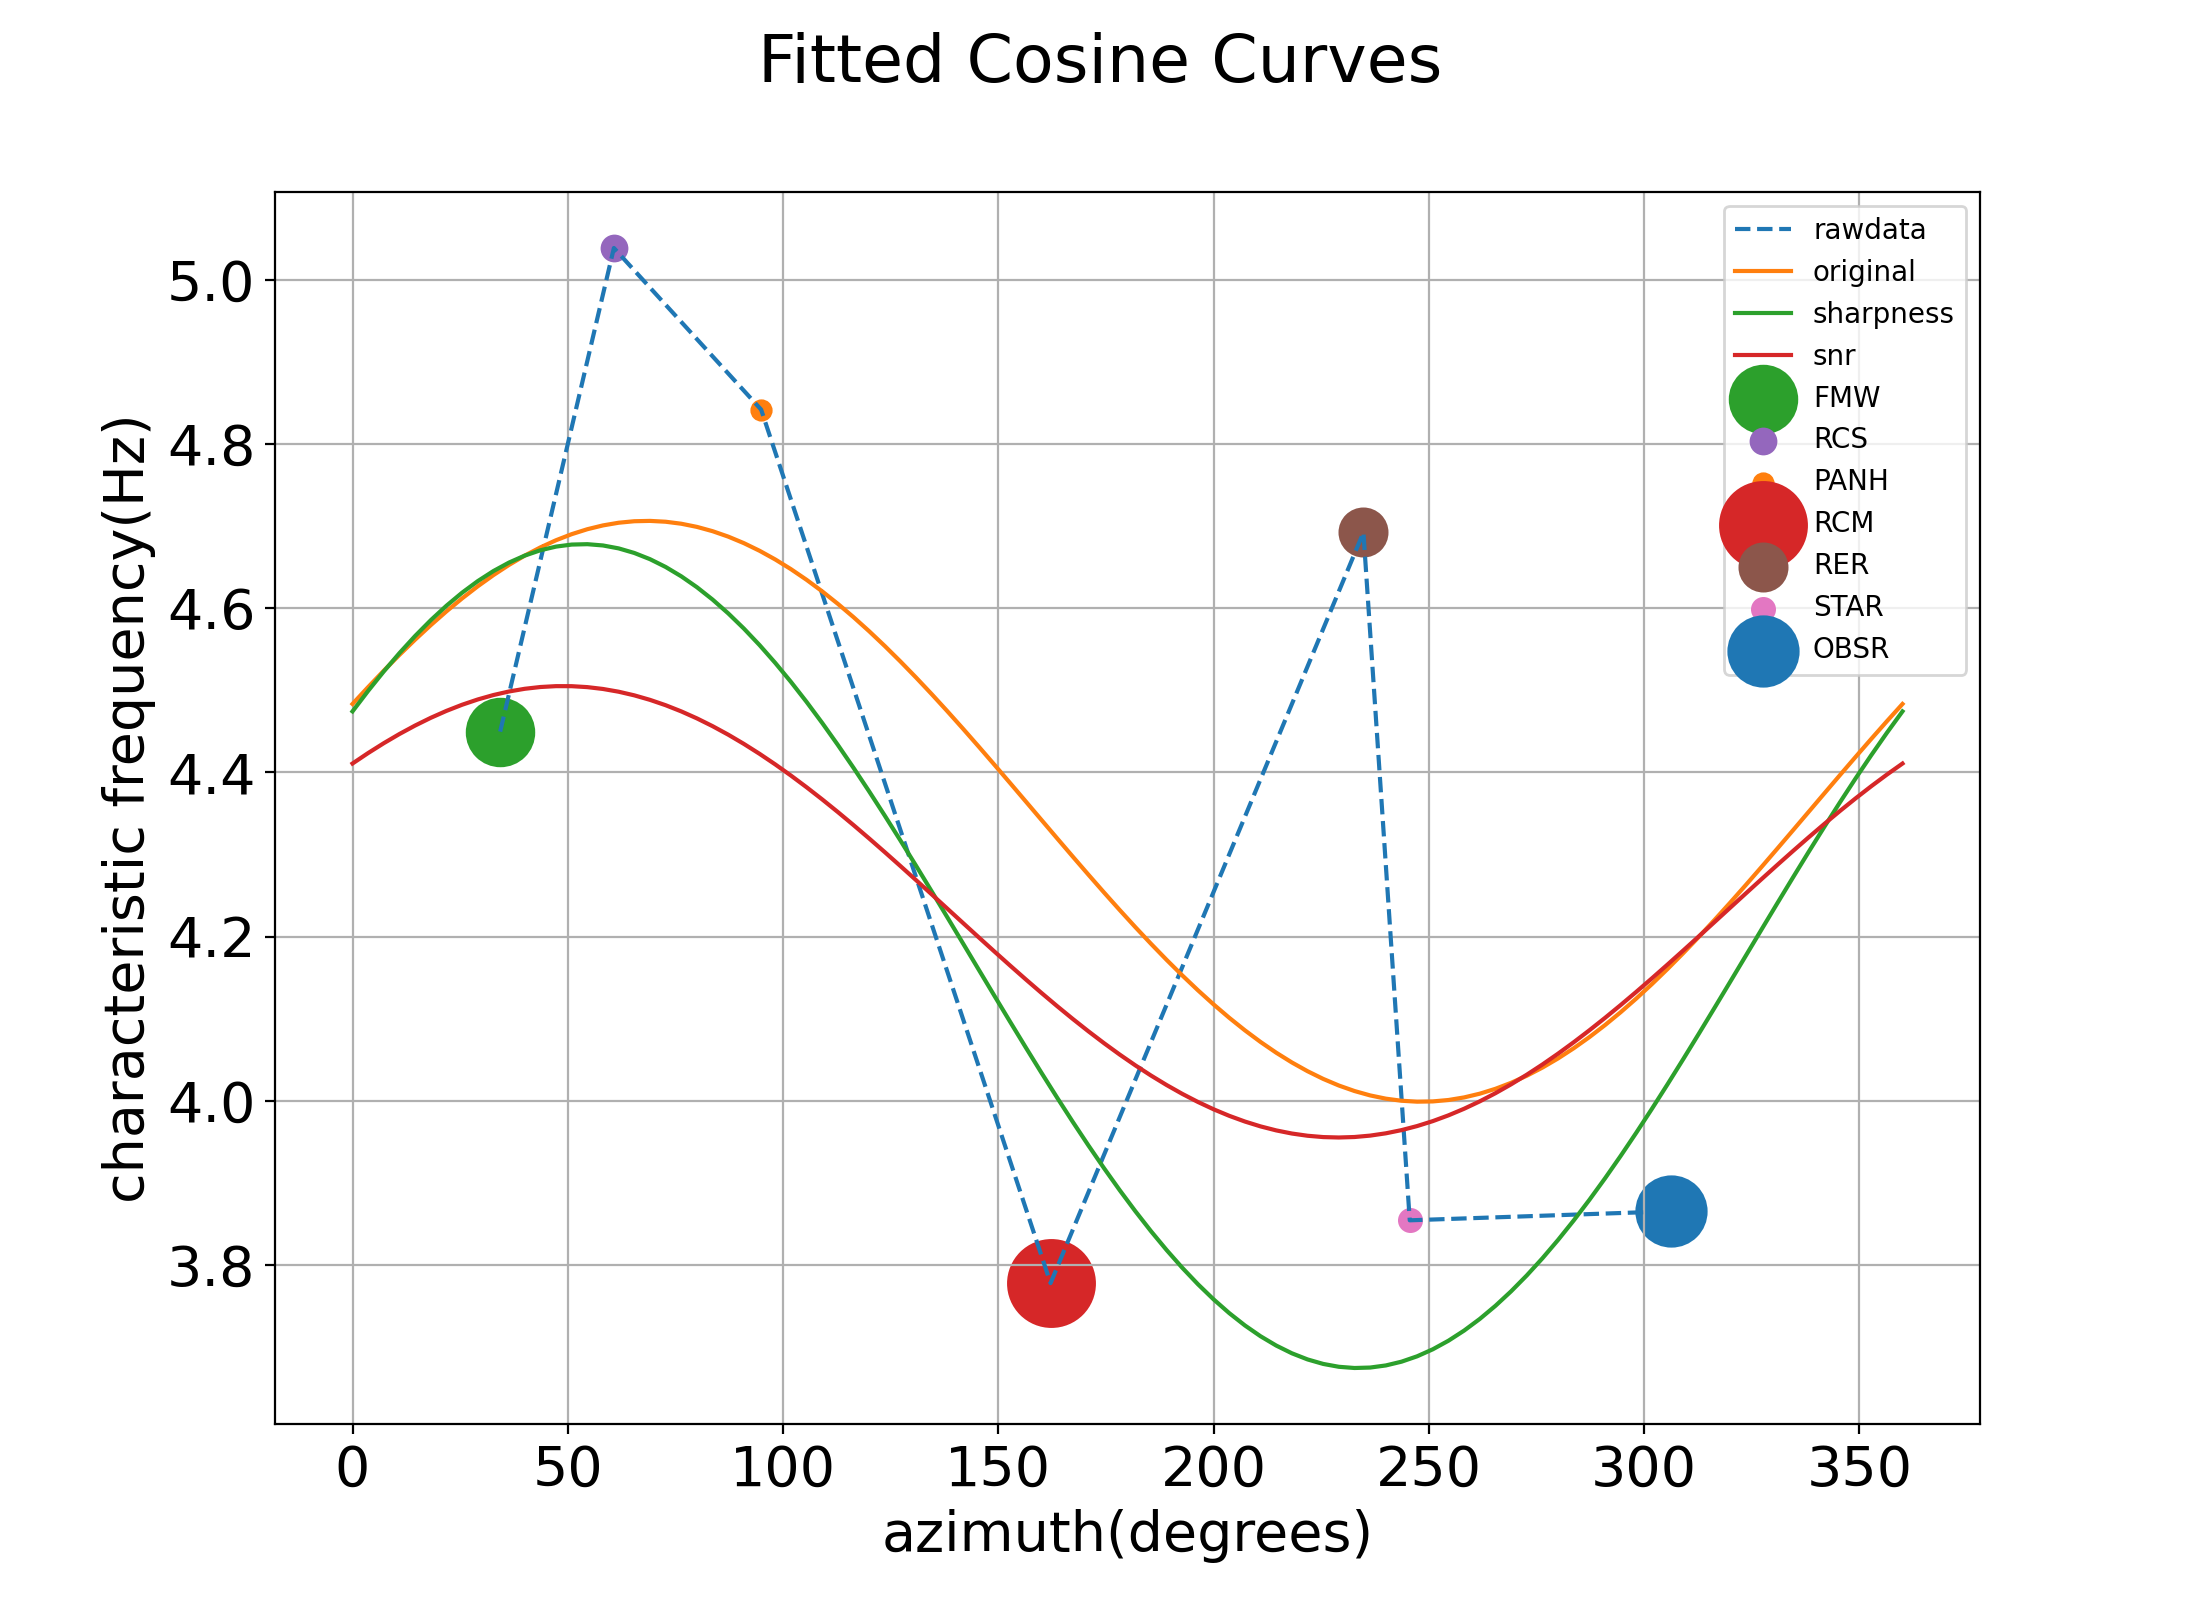 Fitted Cosine Curves
characteristic frequency(Hz)
5.0
4.8
4.6
4.4
4.2
4.0
3.8
rawdata
original
sharpness
snr
FMW
RCS
PANH
RCM
RER
STAR
OBSR
0 50 100 150 200 250 300 350
azimuth(degrees)